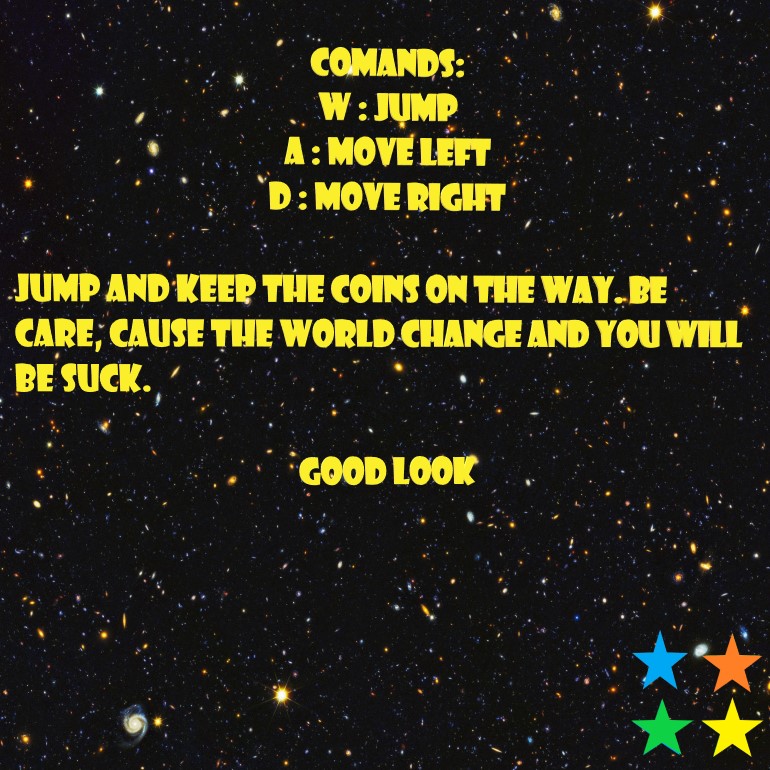 COMANDS:
W : JUMP
A : MOVE LEFT
D : MOVE RIGHT
JUMP AND KEEP THE COINS ON THE WAY. BE
CARE, CAUSE THE WORLD CHANGE AND YOU WILL
BE SUCK.
GOOD LOOK